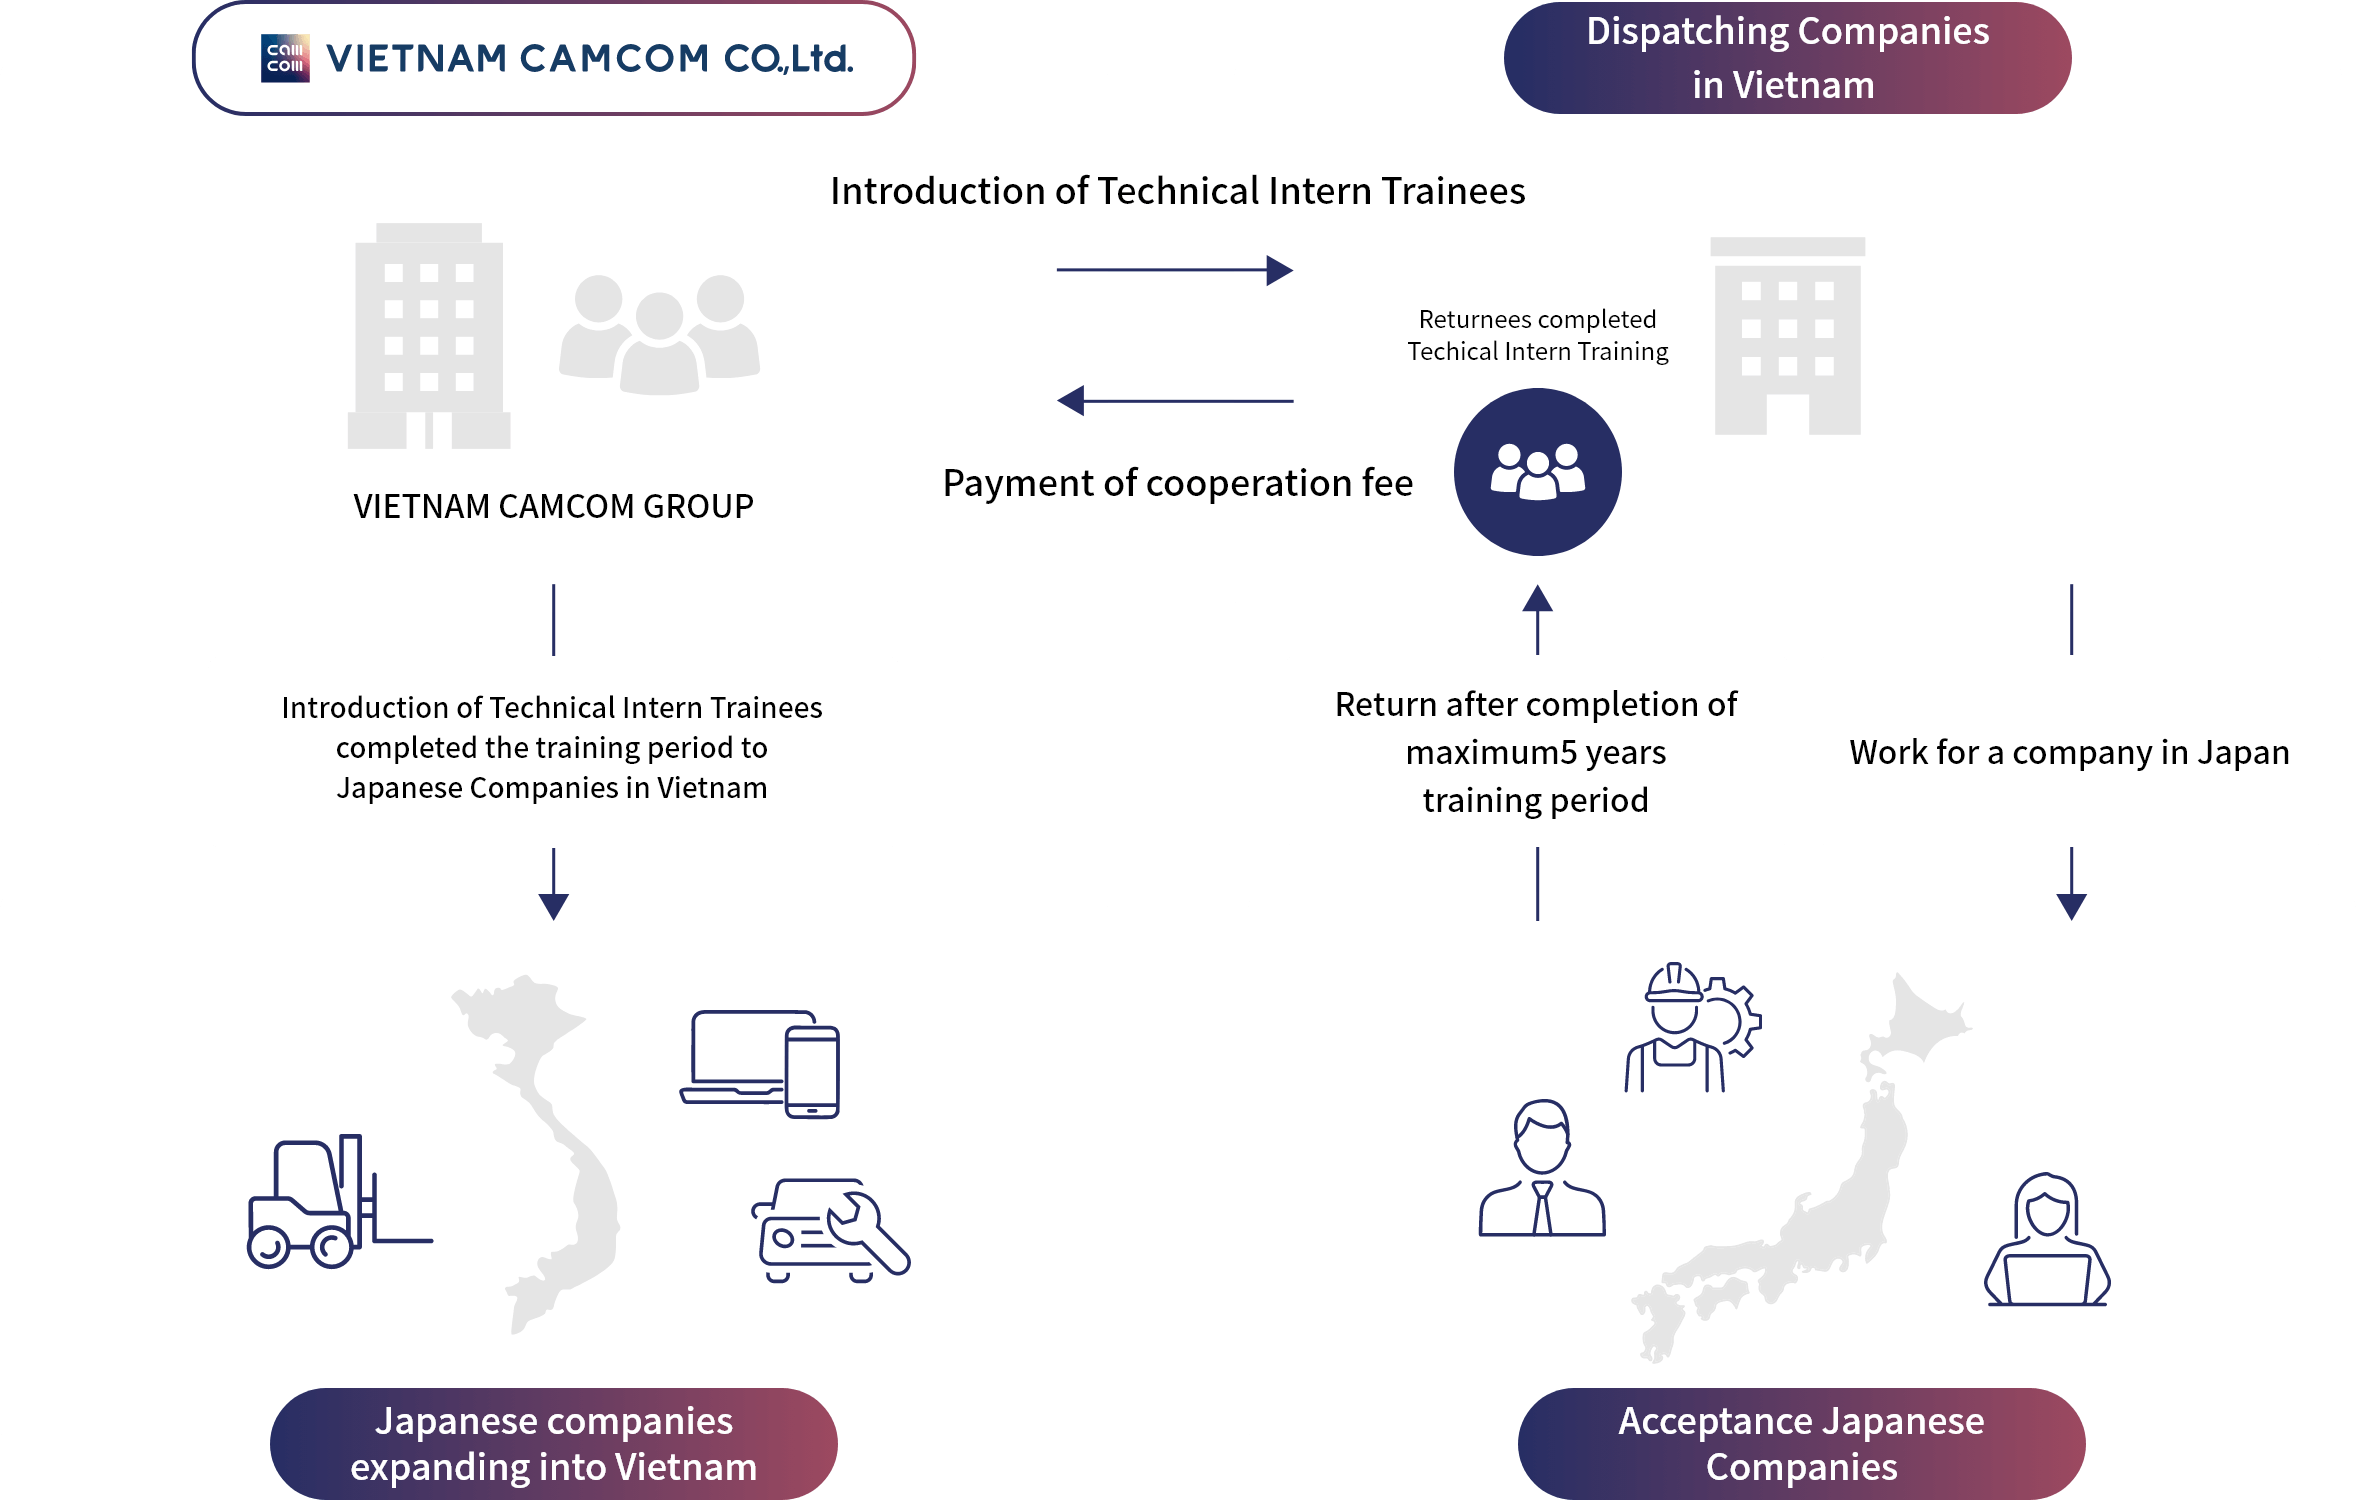 cam
com
VIETNAM CAMCOM CO.,Ltd.
Dispatching Companies
in Vietnam
Introduction of Technical Intern Trainees
Returnees completed
Techical Intern Training
Payment of cooperation fee
VIETNAM CAMCOM GROUP
Introduction of Technical Intern Trainees
completed the training period to
Japanese Companies in Vietnam
Return after completion of
maximum5 years
training period
Work for a company in Japan
Japanese companies
expanding into Vietnam
Acceptance Japanese
Companies